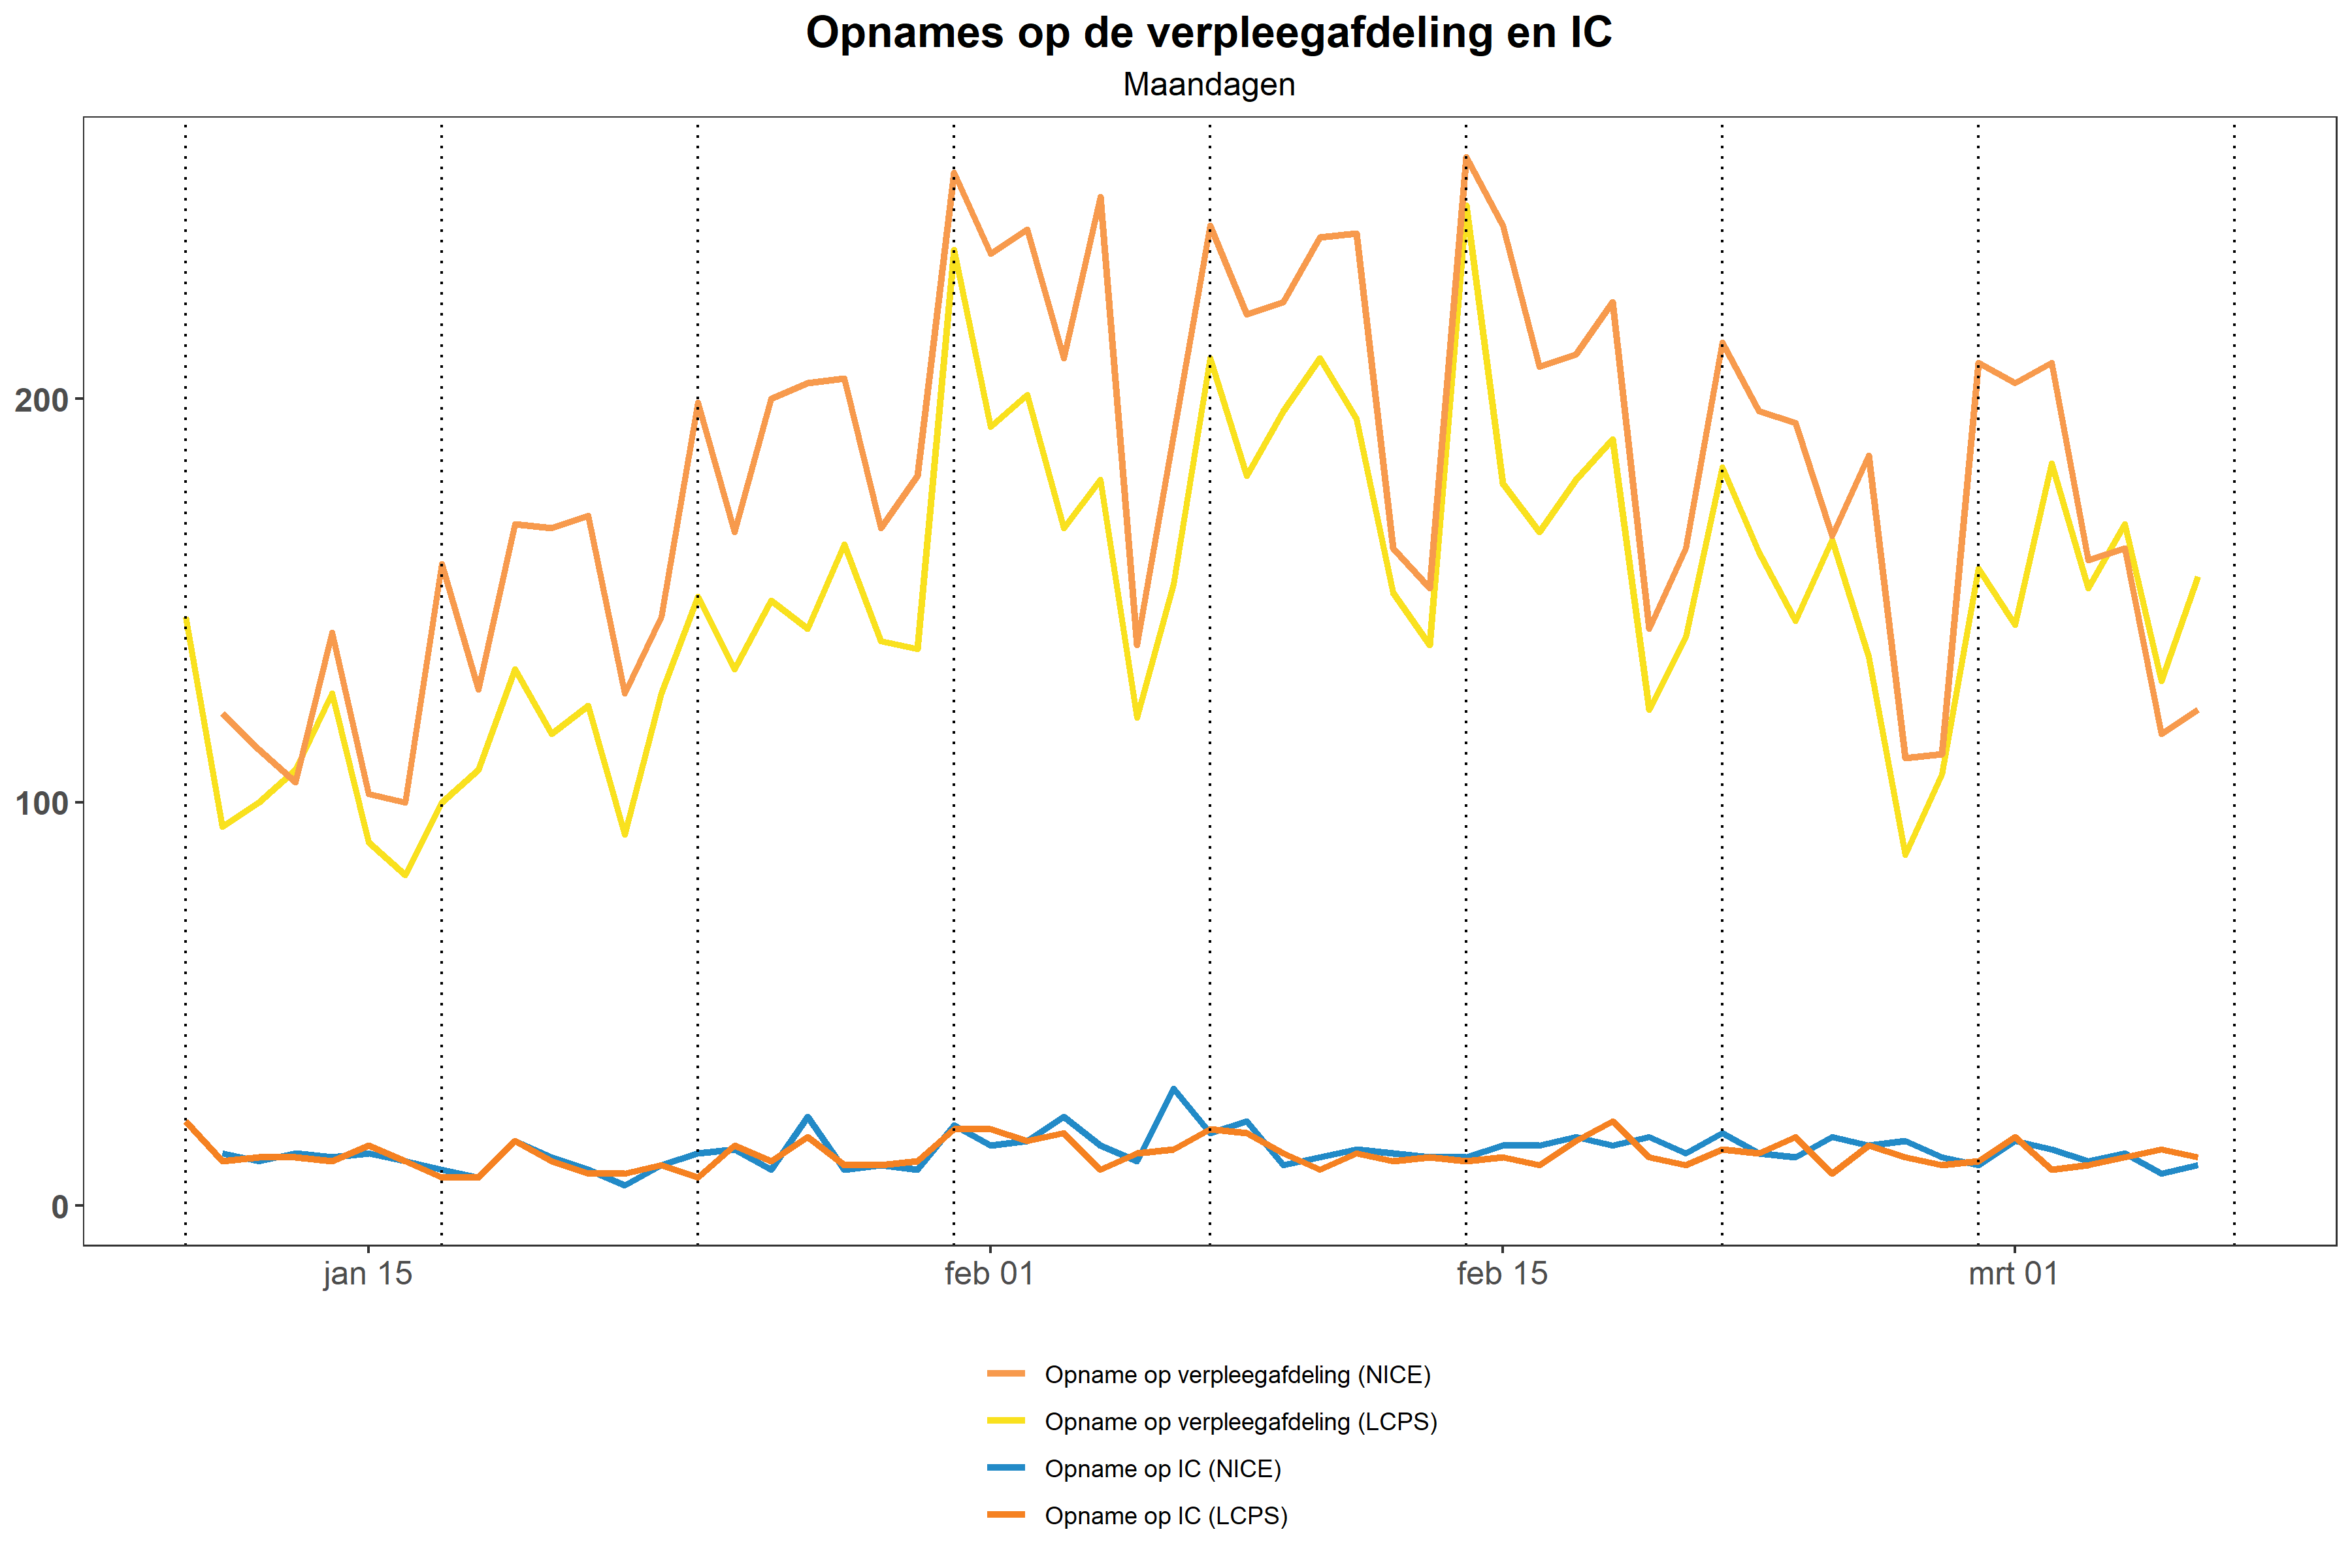 Opnames op de verpleegafdeling en IC
Maandagen
200
100
0
jan 15
feb 01
feb 15
mrt 01
Opname op verpleegafdeling (NICE)
Opname op verpleegafdeling (LCPS)
Opname op IC (NICE)
Opname op IC (LCPS)